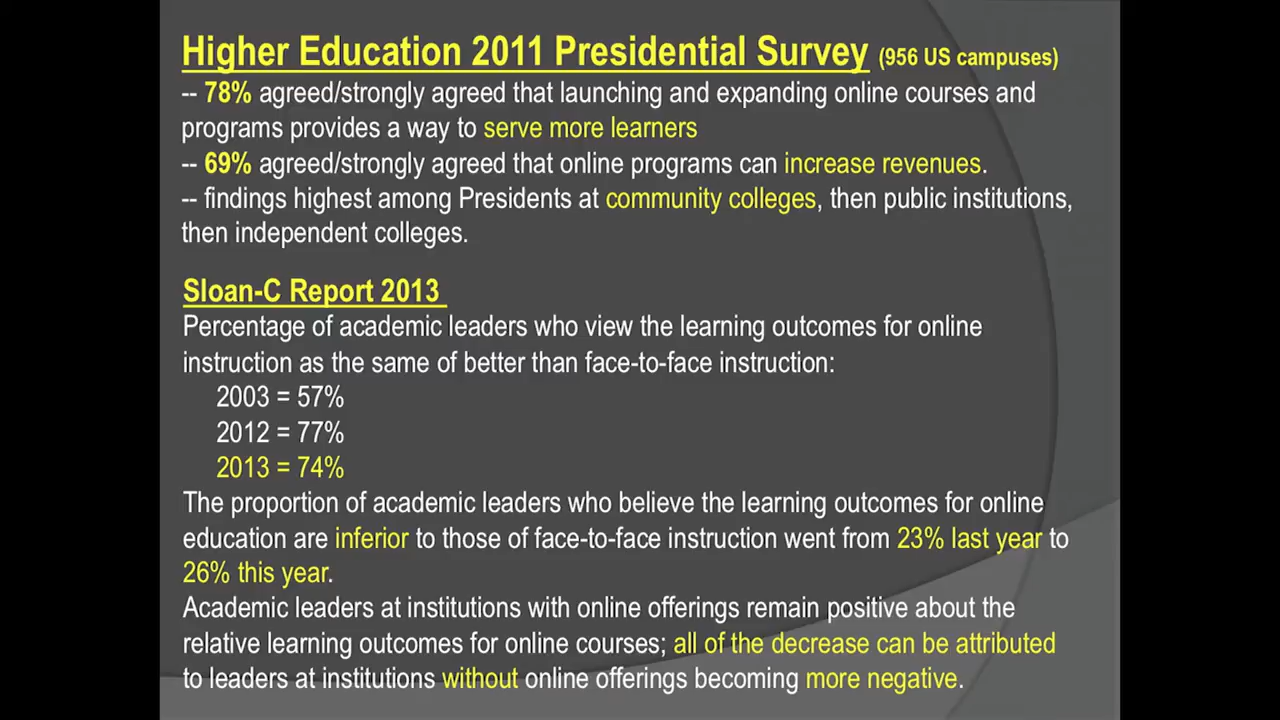 Higher Education 2011 Presidential Survey (956 US campuses)
-- 78% agreed/strongly agreed that launching and expanding online courses and
programs provides a way to serve more learners
-- 69% agreed/strongly agreed that online programs can increase revenues.
-- findings highest among Presidents at community colleges, then public institutions,
then independent colleges.
Sloan-C Report 2013
Percentage of academic leaders who view the learning outcomes for online
instruction as the same of better than face-to-face instruction:
2003 = 57%
2012 = 77%
2013 = 74%
The proportion of academic leaders who believe the learning outcomes for online
education are inferior to those of face-to-face instruction went from 23% last year to
26% this year.
Academic leaders at institutions with online offerings remain positive about the
relative learning outcomes for online courses; all of the decrease can be attributed
to leaders at institutions without online offerings becoming more negative.